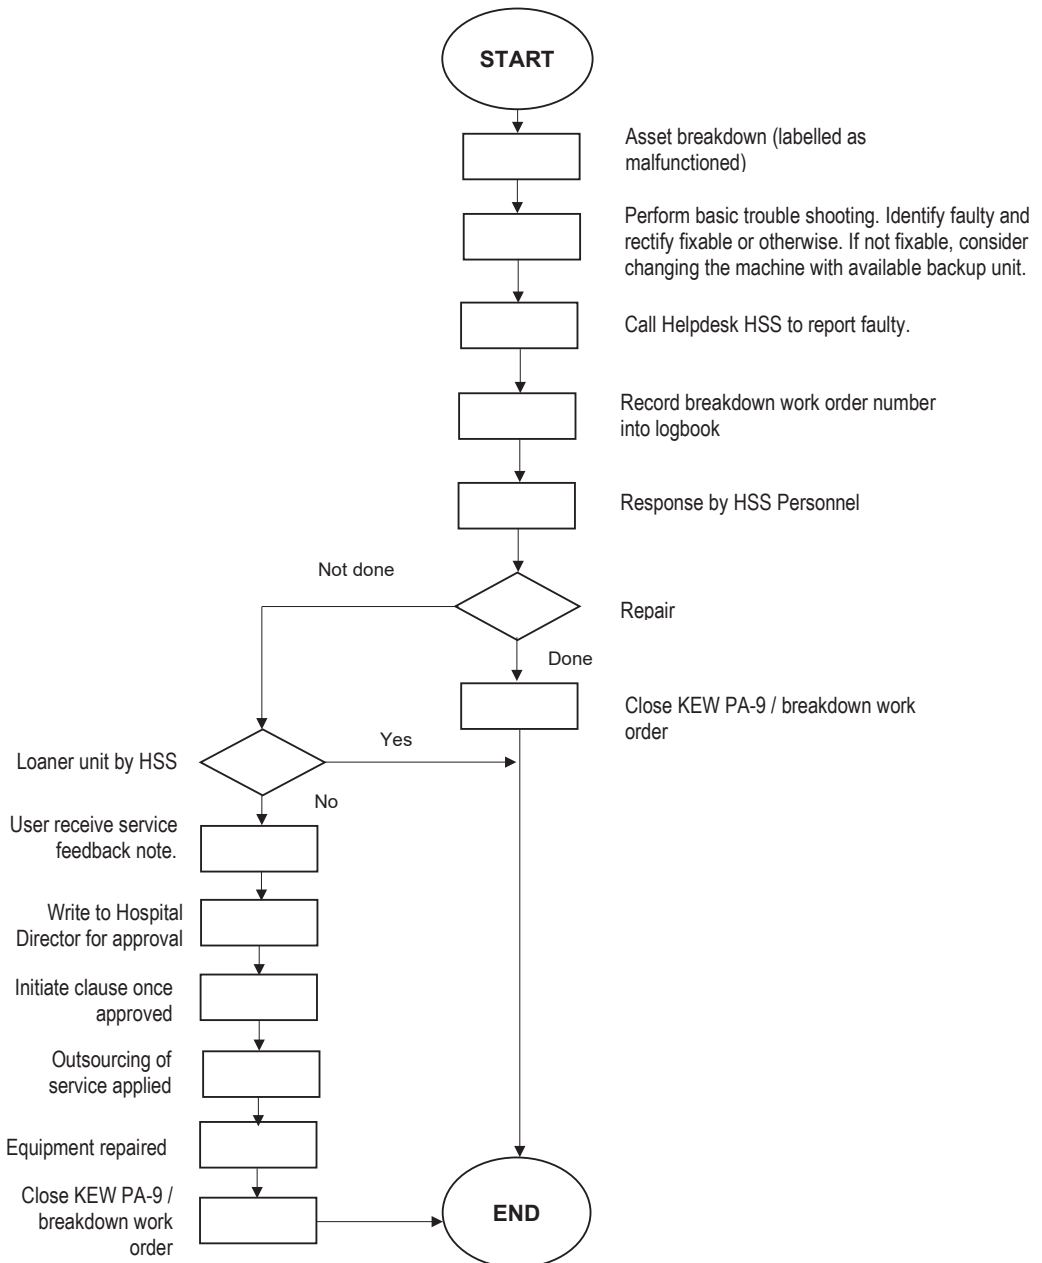 START
Asset breakdown (labelled as
malfunctioned)
Perform basic trouble shooting. Identify faulty and
rectify fixable or otherwise. If not fixable, consider
changing the machine with available backup unit.
Call Helpdesk HSS to report faulty.
Record breakdown work order number
into logbook
Response by HSS Personnel
Not done
Repair
Done
Close KEW PA-9 / breakdown work
order
Loaner unit by HSS
Yes
No
User receive service
feedback note.
Write to Hospital
Director for approval
Initiate clause once
approved
Outsourcing of
service applied
Equipment repaired
Close KEW PA-9 /
breakdown work
order
END